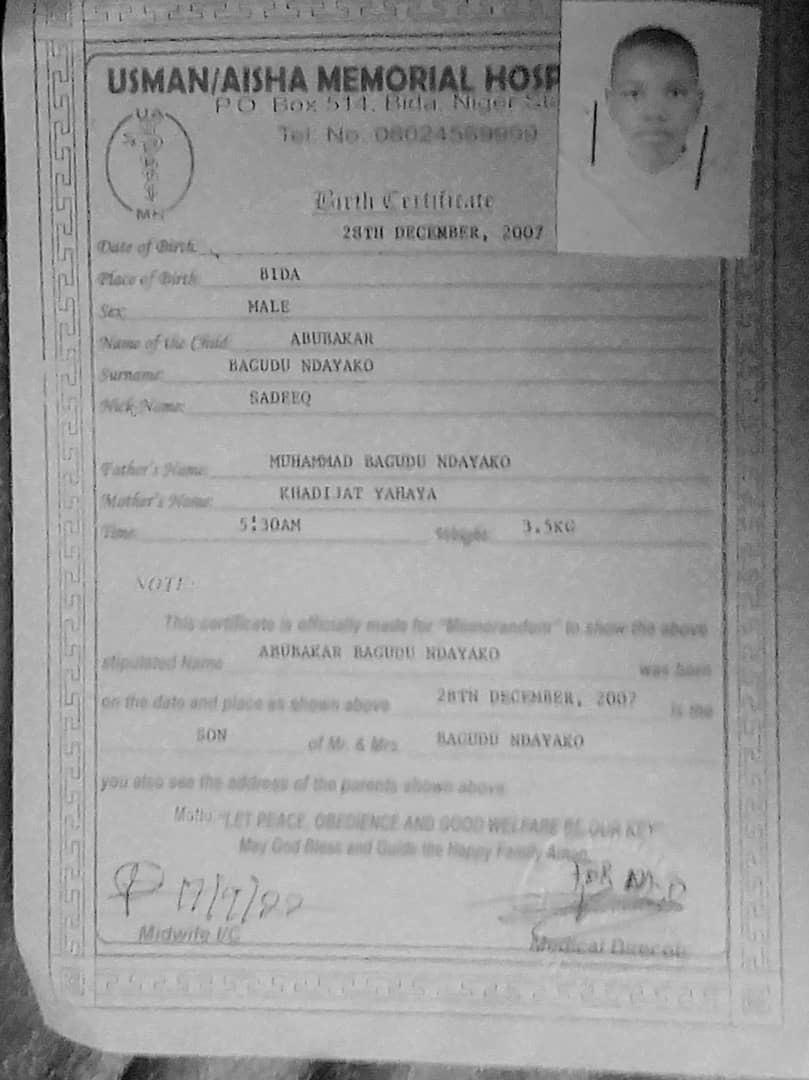 USMAN/AISHA MEMORIAL HOSP
P.O. Box 514, Bida, Niger St
Tel. No. 08024569999
UA
MH
Birth Certificate
Date of Birth 28TH DECEMBER, 2007
Place of Birth BIDA
Sex: MALE
Name of the Child ABUBAKAR
Surname: BAGUDU NDAYAKO
Nick Name: SADEEQ
Father's Name: MUHAMMAD BAGUDU NDAYAKO
Mother's Name: KHADIJAT YAHAYA
Time: 5:30AM Weight: 3.5KG
NOTE:
This certificate is officially made for "Memorandum" to show the above
stipulated Name ABUBAKAR BAGUDU NDAYAKO was born
on the date and place as shown above 28TH DECEMBER, 2007 is the
SON of Mr. & Mrs. BAGUDU NDAYAKO
you also see the address of the parents shown above.
Motto: "LET PEACE, OBEDIENCE AND GOOD WELFARE BE OUR KEY"
May God Bless and Guide the Happy Family Amen.
FOR
Midwife I/C
Medical Director